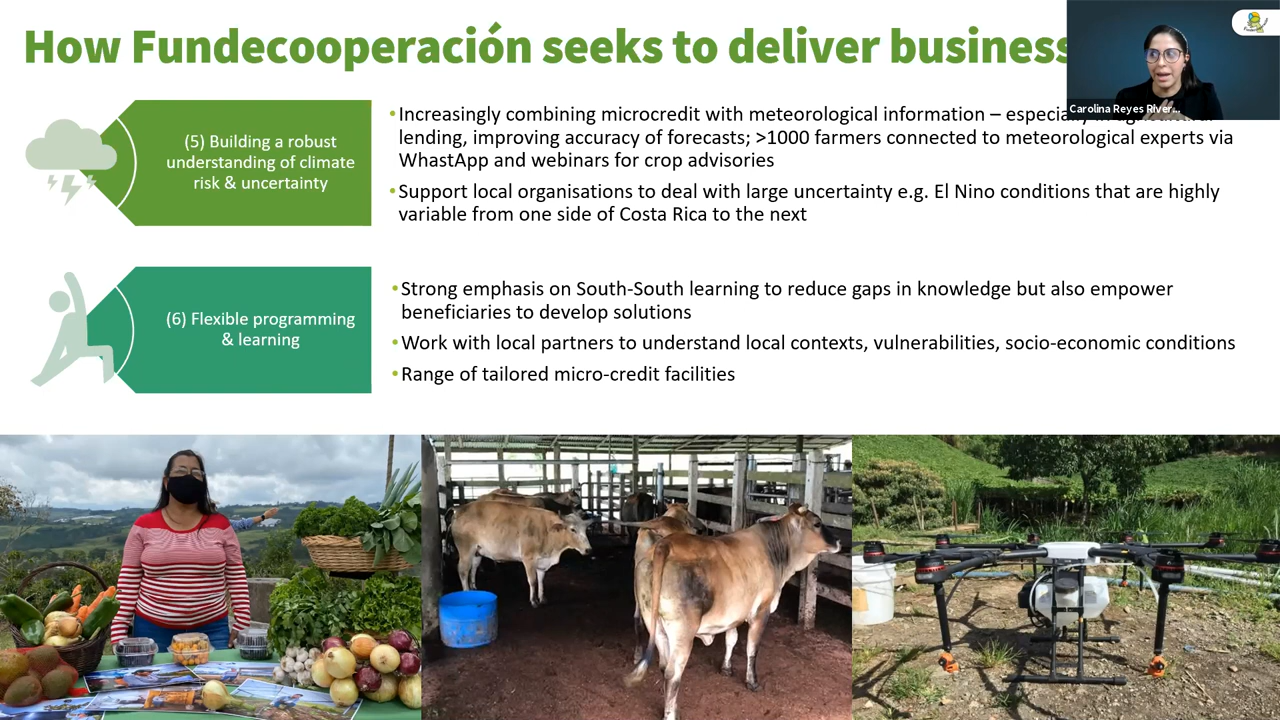 How Fundecooperación seeks to deliver business
Carolina Reyes River...
(5) Building a robust
understanding of climate
risk & uncertainty
•Increasingly combining microcredit with meteorological information – especially
lending, improving accuracy of forecasts; >1000 farmers connected to meteorological experts via
WhastApp and webinars for crop advisories
•Support local organisations to deal with large uncertainty e.g. El Nino conditions that are highly
variable from one side of Costa Rica to the next
(6) Flexible programming
& learning
•Strong emphasis on South-South learning to reduce gaps in knowledge but also empower
beneficiaries to develop solutions
•Work with local partners to understand local contexts, vulnerabilities, socio-economic conditions
•Range of tailored micro-credit facilities